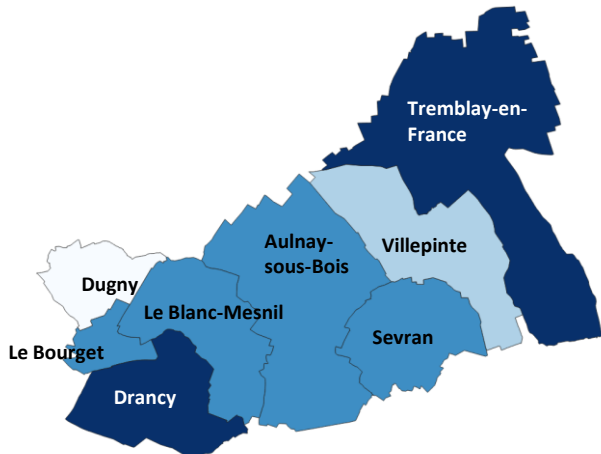 Tremblay-en-
France
Aulnay-
sous-Bois
Villepinte
Dugny
Le Blanc-Mesnil
Sevran
Le Bourget
Drancy